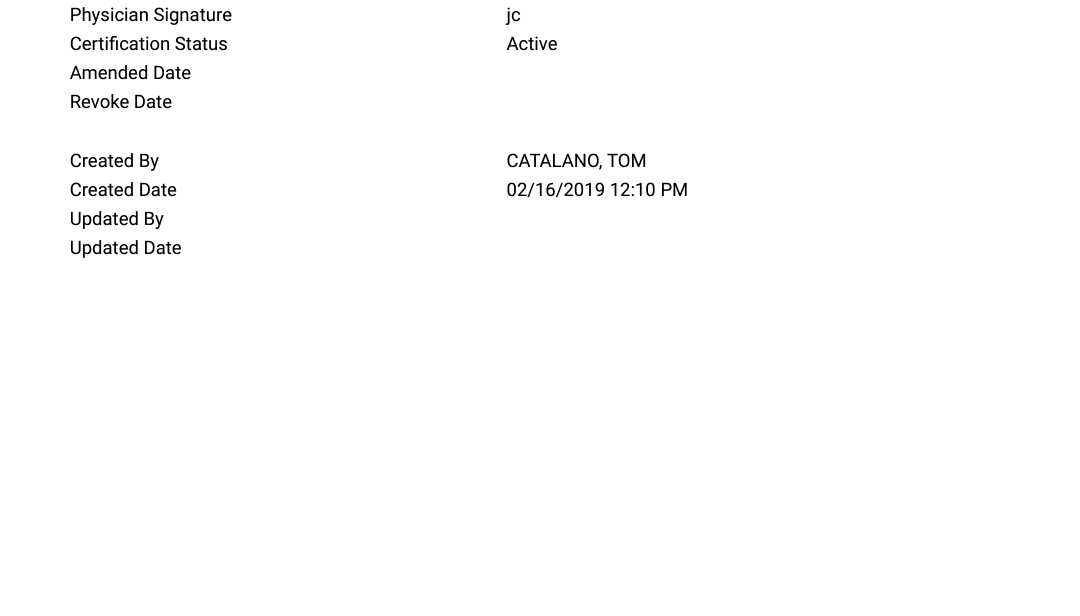 Physician Signature jc
Certification Status Active
Amended Date
Revoke Date
Created By CATALANO, TOM
Created Date 02/16/2019 12:10 PM
Updated By
Updated Date